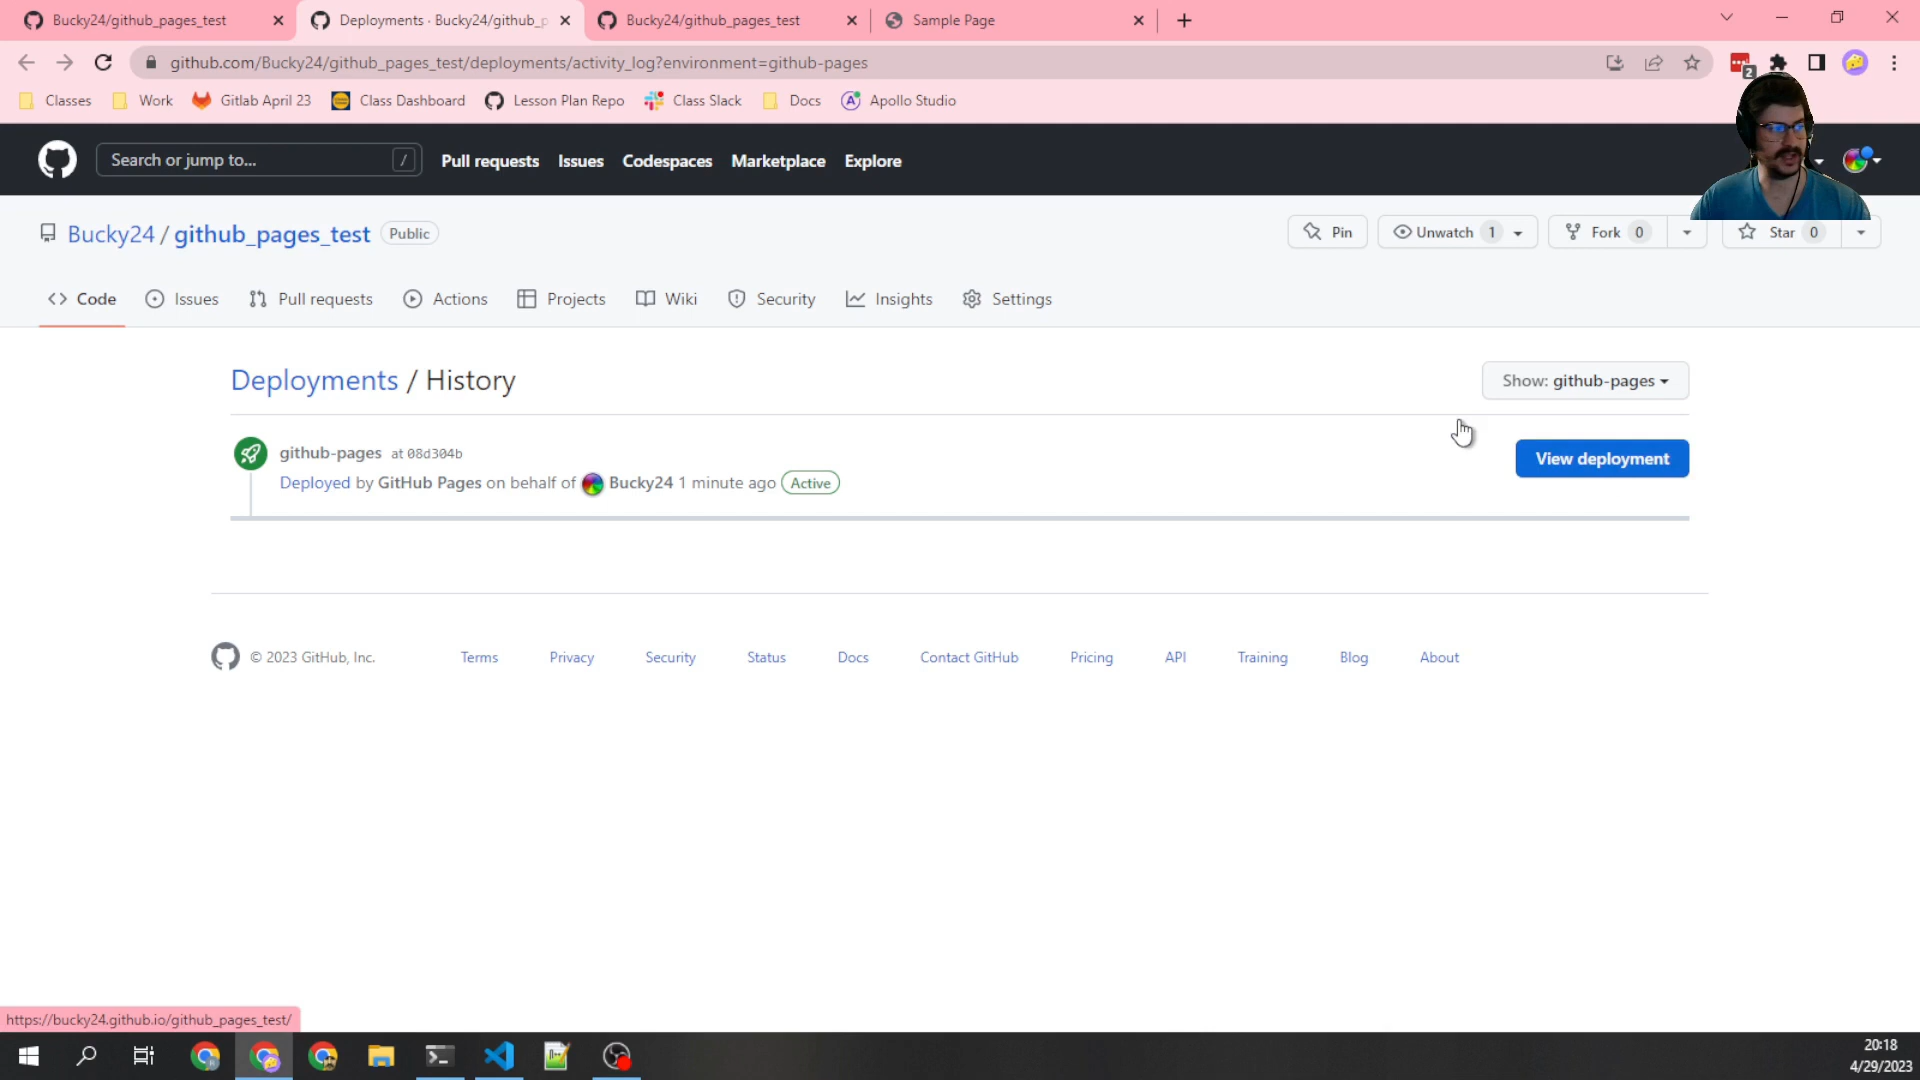 Bucky24/github_pages_test
Deployments · Bucky24/github_p
Bucky24/github_pages_test
Sample Page
github.com/Bucky24/github_pages_test/deployments/activity_log?environment=github-pages
2
Classes
Work
Gitlab April 23
Class Dashboard
Lesson Plan Repo
Class Slack
Docs
Apollo Studio
Search or jump to...
/
Pull requests
Issues
Codespaces
Marketplace
Explore
Bucky24 / github_pages_test
Public
Pin
Unwatch 1
Fork 0
Star 0
Code
Issues
Pull requests
Actions
Projects
Wiki
Security
Insights
Settings
Deployments / History
Show: github-pages
github-pages at 08d304b
Deployed by GitHub Pages on behalf of Bucky24 1 minute ago Active
View deployment
© 2023 GitHub, Inc.
Terms
Privacy
Security
Status
Docs
Contact GitHub
Pricing
API
Training
Blog
About
https://bucky24.github.io/github_pages_test/
20:18
4/29/2023